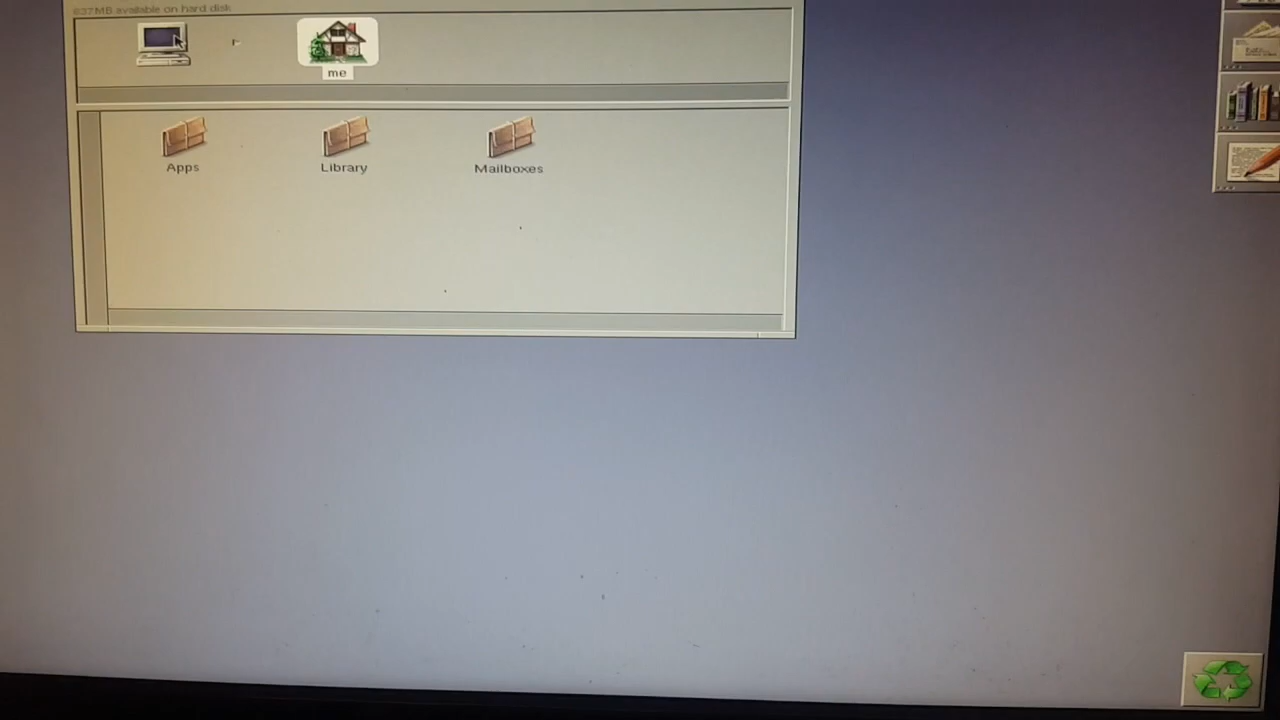 637 MB available on hard disk
me
Apps
Library
Mailboxes